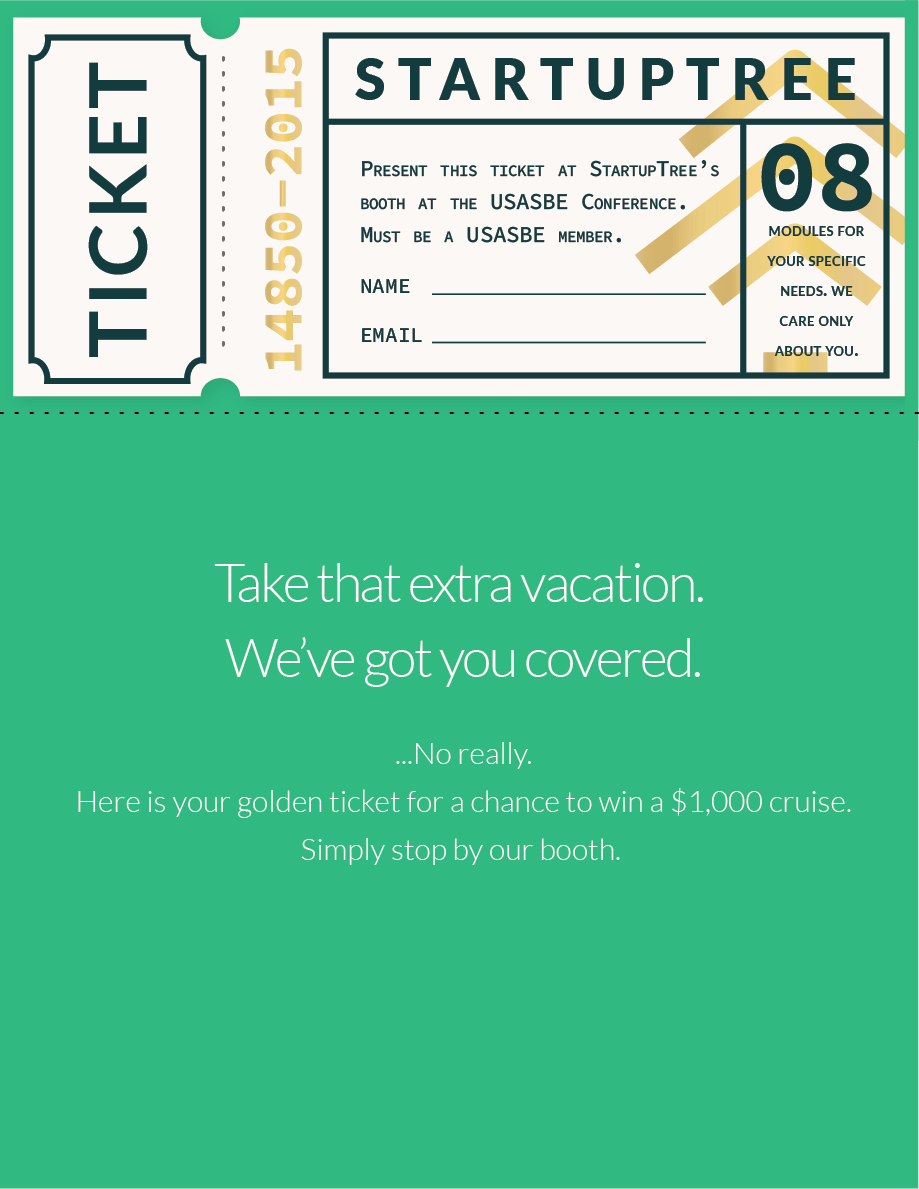 TICKET
14850-2015
STARTUPTREE
Present this ticket at StartupTree's
booth at the USASBE Conference.
Must be a USASBE member.
NAME
EMAIL
08
MODULES FOR
YOUR SPECIFIC
NEEDS. WE
CARE ONLY
ABOUT YOU.
Take that extra vacation.
We've got you covered.
...No really.
Here is your golden ticket for a chance to win a $1,000 cruise.
Simply stop by our booth.